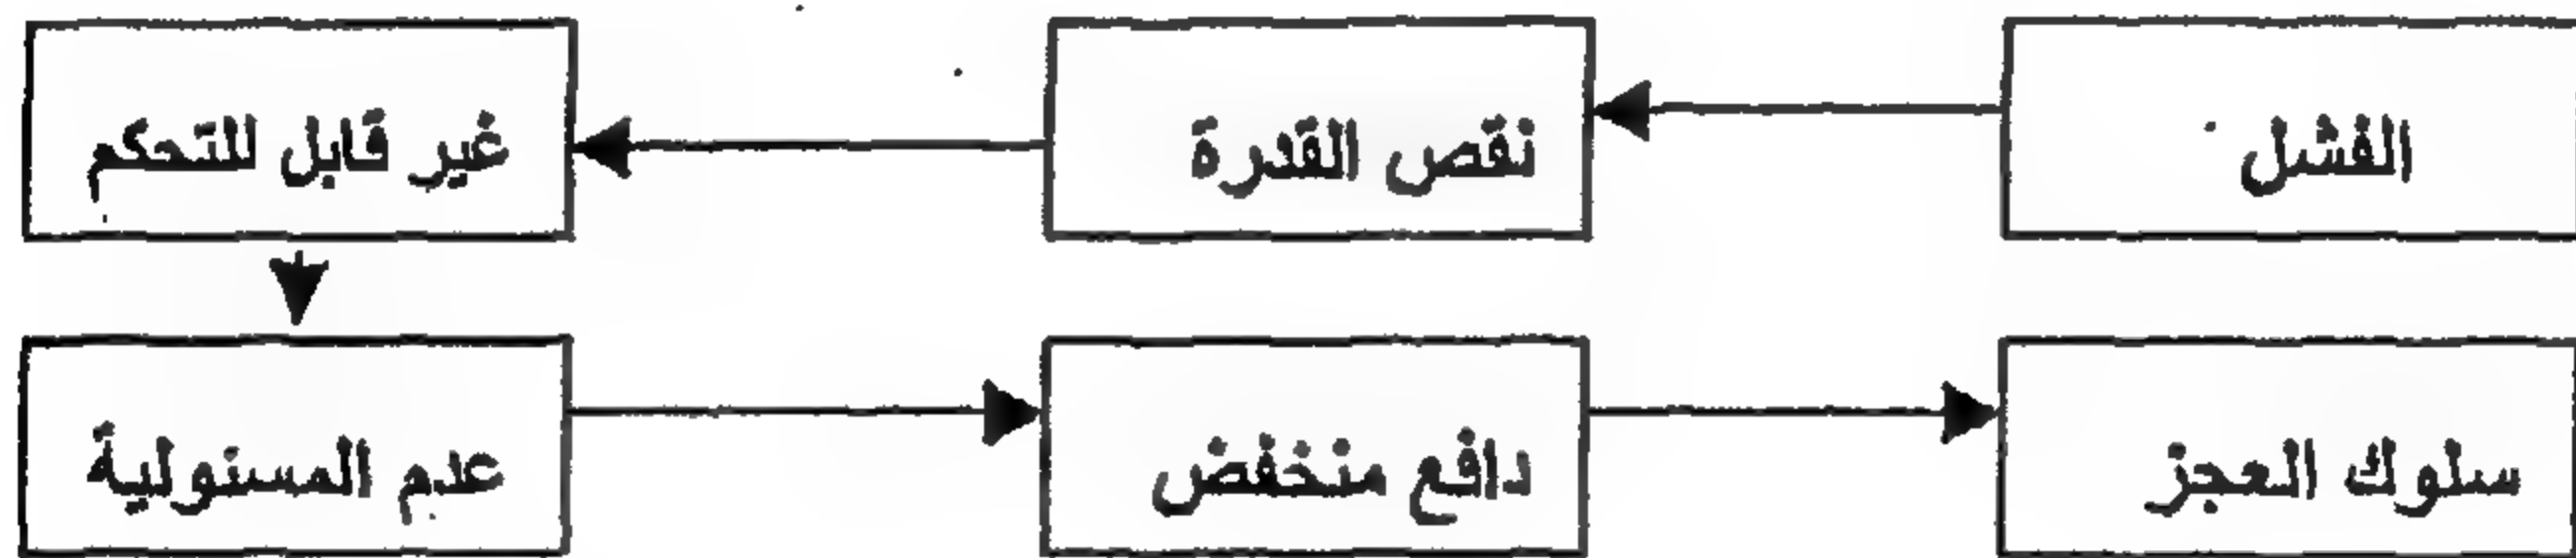 الفشل
نقص القدرة
غير قابل للتحكم
عدم المسئولية
دافع منخفض
سلوك العجز